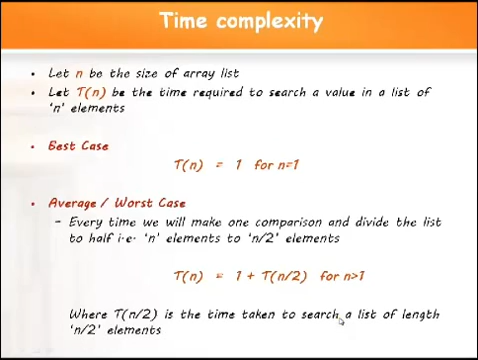 Time complexity
• Let n be the size of array list
• Let T(n) be the time required to search a value in a list of
'n' elements
• Best Case
T(n) = 1 for n=1
• Average / Worst Case
– Every time we will make one comparison and divide the list
to half i.e. 'n' elements to 'n/2' elements
T(n) = 1 + T(n/2) for n>1
Where T(n/2) is the time taken to search a list of length
'n/2' elements